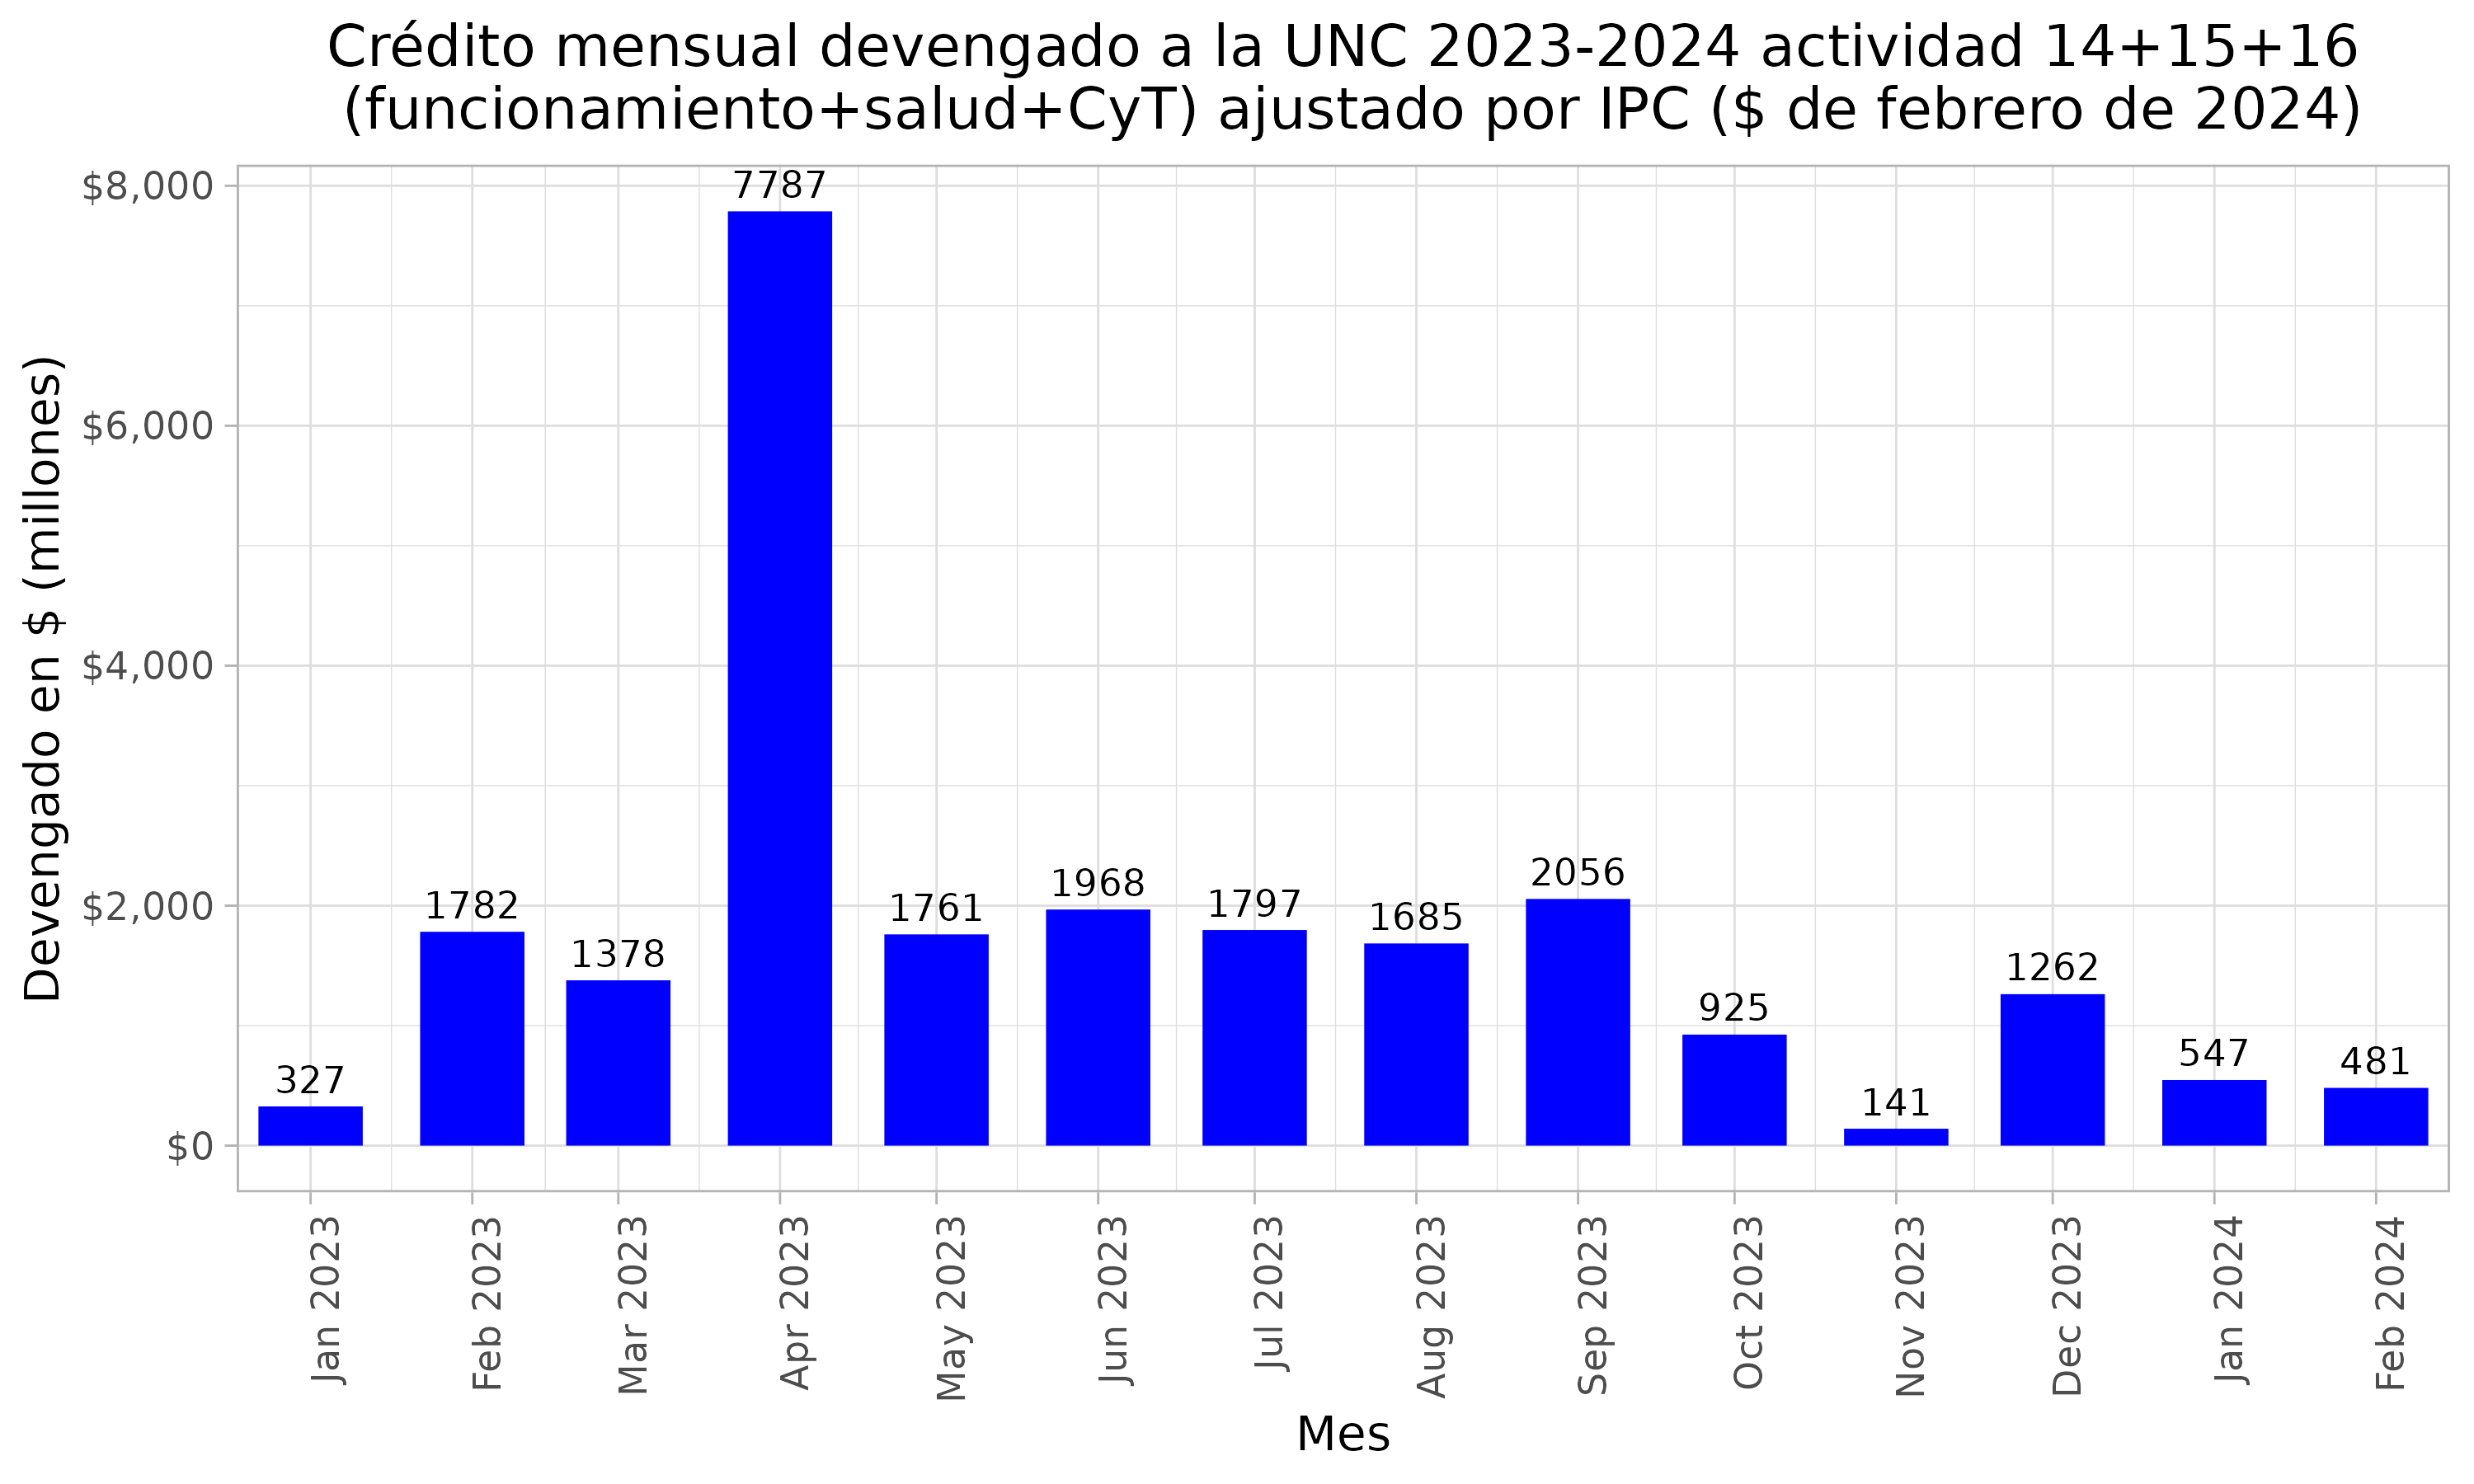 Crédito mensual devengado a la UNC 2023-2024 actividad 14+15+16
(funcionamiento+salud+CyT) ajustado por IPC ($ de febrero de 2024)
Devengado en $ (millones)
$8,000
$6,000
$4,000
$2,000
$0
327
1782
1378
7787
1761
1968
1797
1685
2056
925
141
1262
547
481
Jan 2023
Feb 2023
Mar 2023
Apr 2023
May 2023
Jun 2023
Jul 2023
Aug 2023
Sep 2023
Oct 2023
Nov 2023
Dec 2023
Jan 2024
Feb 2024
Mes